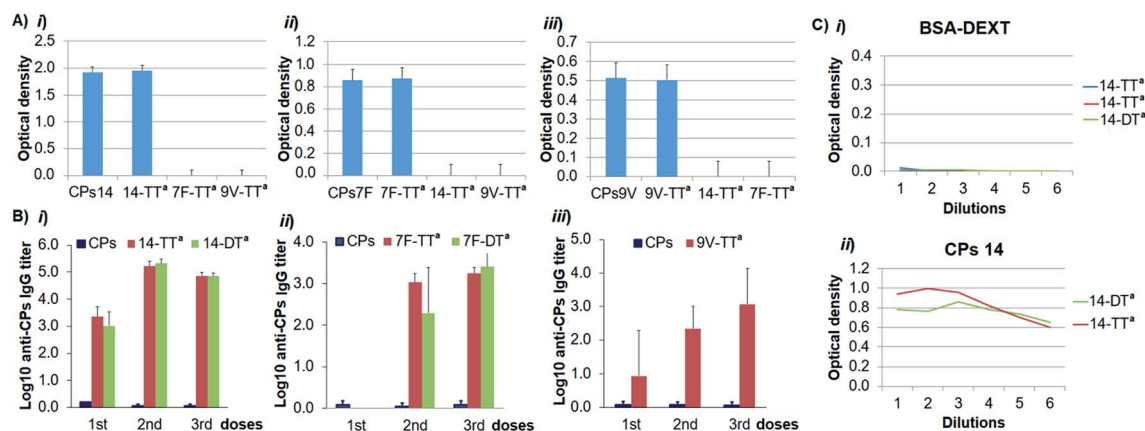 A) i)
Optical density
2.5
2.0
1.5
1.0
0.5
0.0
CPs14 14-TTᵃ 7F-TTᵃ 9V-TTᵃ
ii)
Optical density
1.2
1
0.8
0.6
0.4
0.2
0
CPs7F 7F-TTᵃ 14-TTᵃ 9V-TTᵃ
iii)
Optical density
0.7
0.6
0.5
0.4
0.3
0.2
0.1
0
CPs9V 9V-TTᵃ 14-TTᵃ 7F-TTᵃ
B) i)
CPs 14-TTᵃ 14-DTᵃ
Log10 anti-CPs IgG titer
6.0
5.0
4.0
3.0
2.0
1.0
0.0
1st 2nd 3rd doses
ii)
CPs 7F-TTᵃ 7F-DTᵃ
Log10 anti-CPs IgG titer
4.0
3.0
2.0
1.0
0.0
1st 2nd 3rd doses
iii)
CPs 9V-TTᵃ
Log10 anti-CPs IgG titer
5.0
4.0
3.0
2.0
1.0
0.0
1st 2nd 3rd doses
C) i)
BSA-DEXT
Optical density
0.4
0.3
0.2
0.1
0.0
1 2 3 4 5 6
Dilutions
14-TTᵃ
14-TTᵃ
14-DTᵃ
ii)
CPs 14
Optical density
1.2
1.0
0.8
0.6
0.4
0.2
0.0
1 2 3 4 5 6
Dilutions
14-DTᵃ
14-TTᵃ